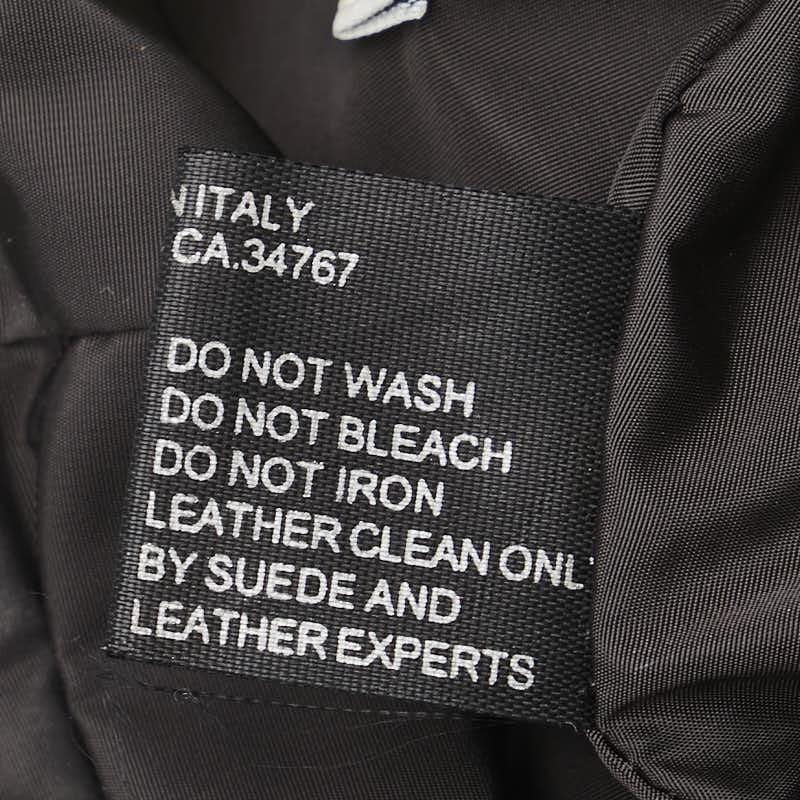 N ITALY
CA.34767
DO NOT WASH
DO NOT BLEACH
DO NOT IRON
LEATHER CLEAN ONL
BY SUEDE AND
LEATHER EXPERTS